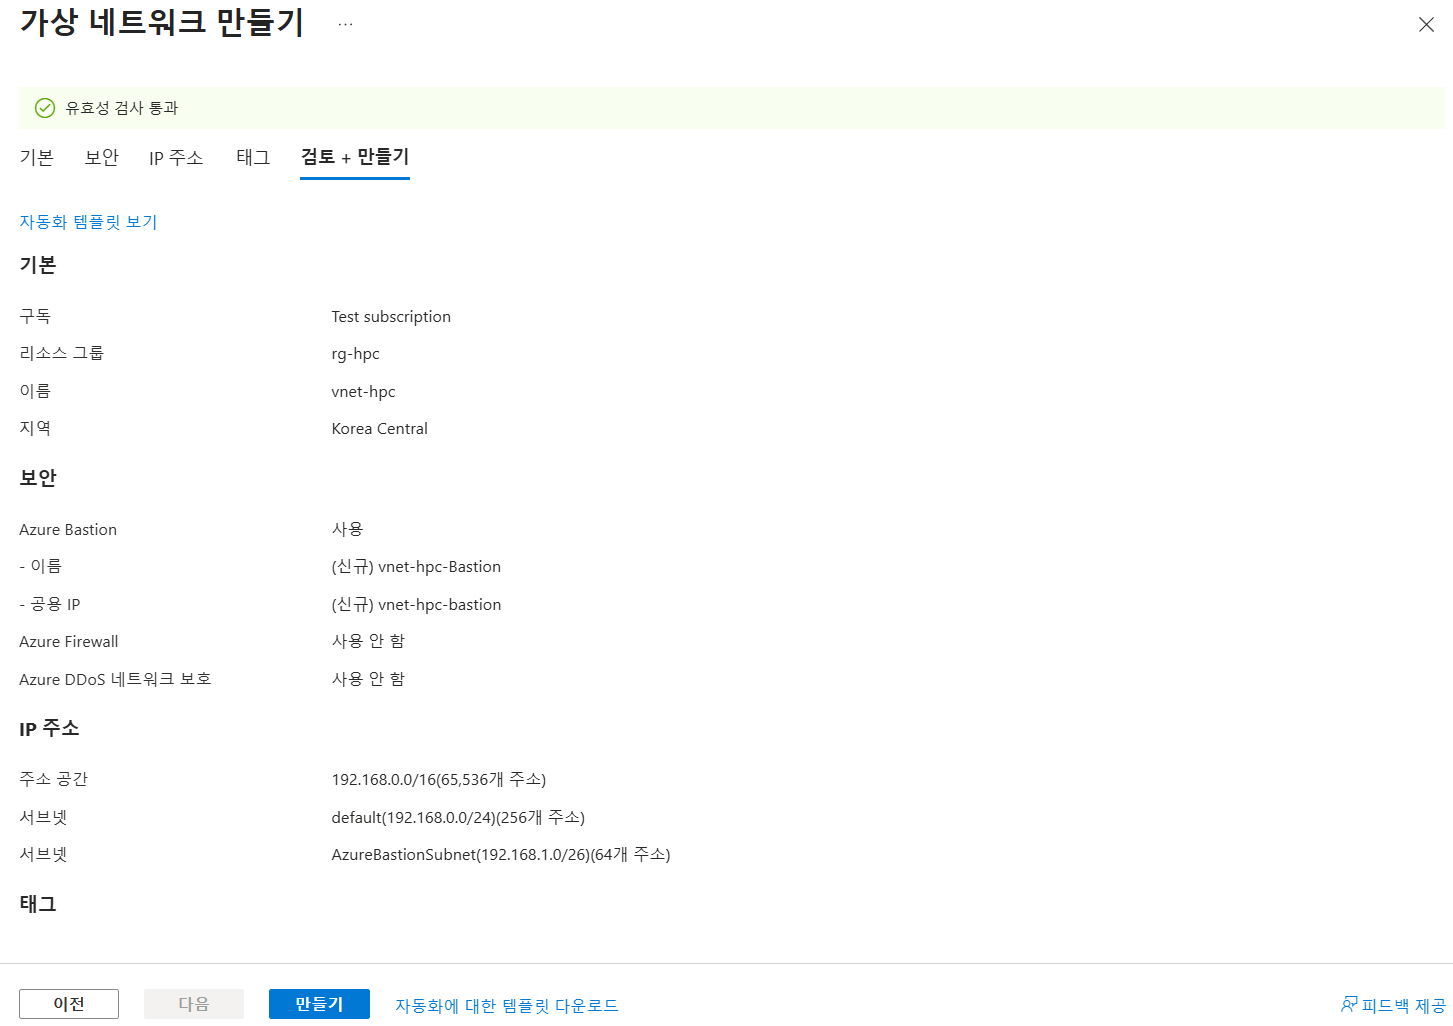 가상 네트워크 만들기 ...
유효성 검사 통과
기본 보안 IP 주소 태그 검토 + 만들기
자동화 템플릿 보기
기본
구독 Test subscription
리소스 그룹 rg-hpc
이름 vnet-hpc
지역 Korea Central
보안
Azure Bastion 사용
- 이름 (신규) vnet-hpc-Bastion
- 공용 IP (신규) vnet-hpc-bastion
Azure Firewall 사용 안 함
Azure DDoS 네트워크 보호 사용 안 함
IP 주소
주소 공간 192.168.0.0/16(65,536개 주소)
서브넷 default(192.168.0.0/24)(256개 주소)
서브넷 AzureBastionSubnet(192.168.1.0/26)(64개 주소)
태그
이전 다음 만들기 자동화에 대한 템플릿 다운로드 피드백 제공